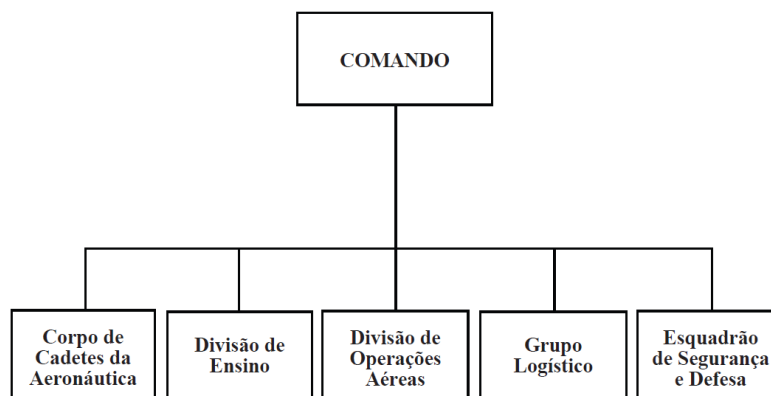 COMANDO
Corpo de
Cadetes da
Aeronáutica
Divisão de
Ensino
Divisão de
Operações
Aéreas
Grupo
Logístico
Esquadrão
de Segurança
e Defesa